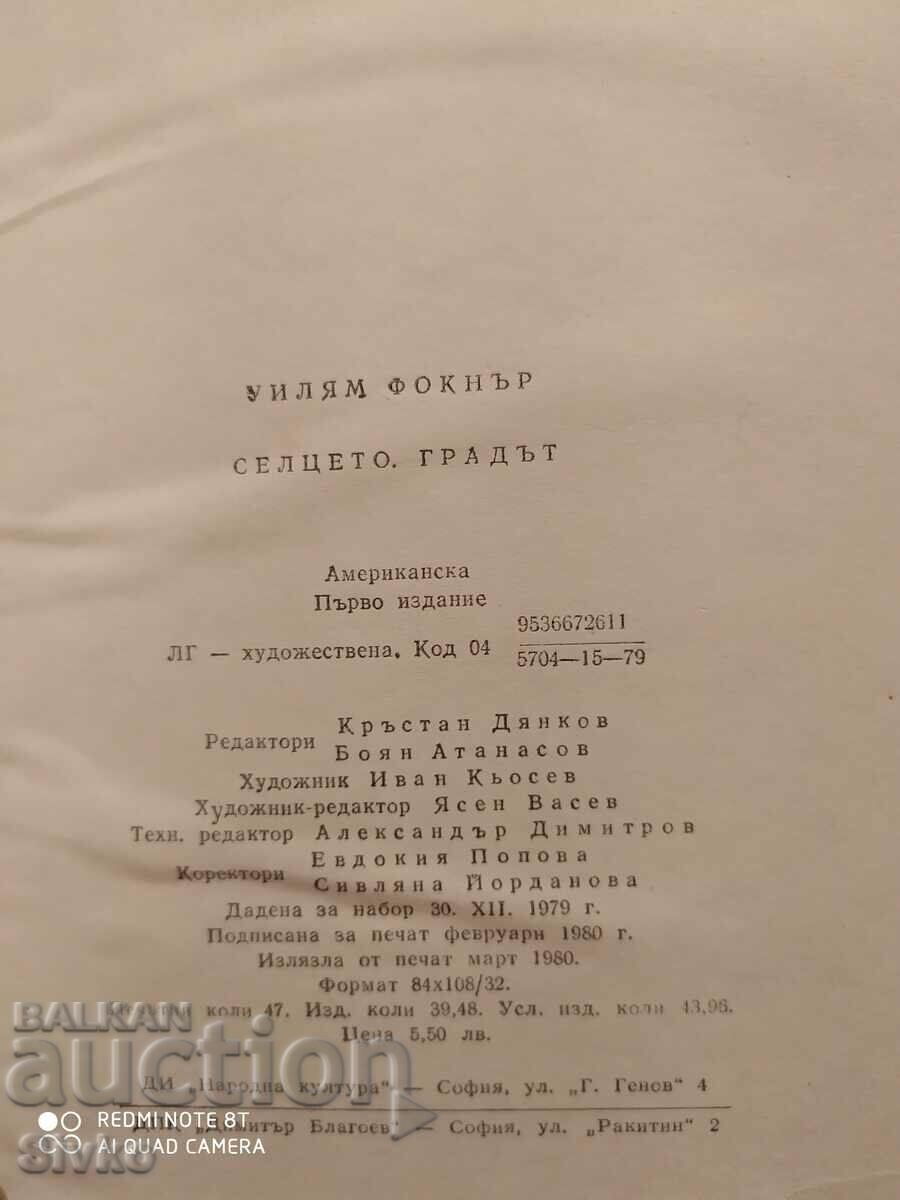 УИЛЯМ ФОКНЪР
СЕЛЦЕТО. ГРАДЪТ
Американска
Първо издание
9536672611
ЛГ — художествена. Код 04
5704—15—79
Редактори Кръстан Дянков
Боян Атанасов
Художник Иван Кьосев
Художник-редактор Ясен Васев
Техн. редактор Александър Димитров
Коректори Евдокия Попова
Сивляна Йорданова
Дадена за набор 30. XII. 1979 г.
Подписана за печат февруари 1980 г.
Излязла от печат март 1980.
Формат 84х108/32.
Печатни коли 47. Изд. коли 39,48. Усл. изд. коли 43,96.
Цена 5,50 лв.
ДИ „Народна култура“ — София, ул. „Г. Генов“ 4
ДПК „Димитър Благоев“ — София, ул. „Ракитин“ 2
BALKAN
auction
REDMI NOTE 8T
AI QUAD CAMERA
Sivko